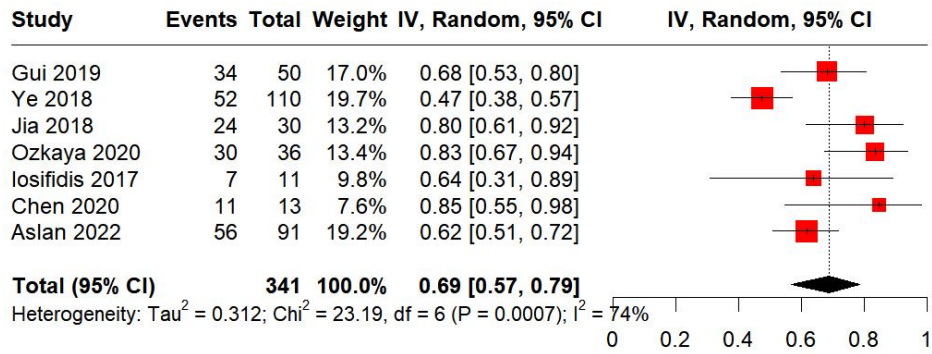 Study Events Total Weight IV, Random, 95% CI IV, Random, 95% CI
Gui 2019 34 50 17.0% 0.68 [0.53, 0.80]
Ye 2018 52 110 19.7% 0.47 [0.38, 0.57]
Jia 2018 24 30 13.2% 0.80 [0.61, 0.92]
Ozkaya 2020 30 36 13.4% 0.83 [0.67, 0.94]
Iosifidis 2017 7 11 9.8% 0.64 [0.31, 0.89]
Chen 2020 11 13 7.6% 0.85 [0.55, 0.98]
Aslan 2022 56 91 19.2% 0.62 [0.51, 0.72]
Total (95% CI) 341 100.0% 0.69 [0.57, 0.79]
Heterogeneity: Tau² = 0.312; Chi² = 23.19, df = 6 (P = 0.0007); I² = 74%
0 0.2 0.4 0.6 0.8 1